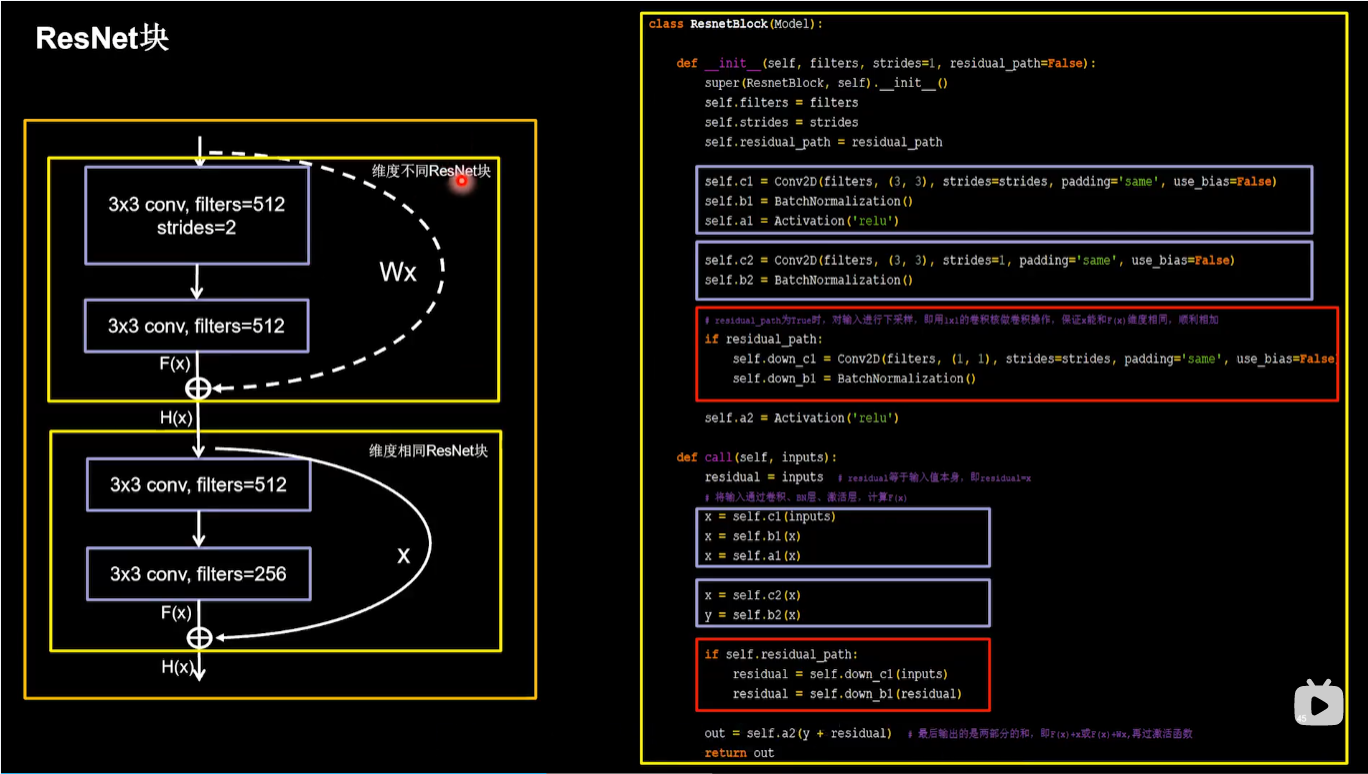 ResNet块
维度不同ResNet块
3x3 conv, filters=512
strides=2
Wx
3x3 conv, filters=512
F(x)
H(x)
维度相同ResNet块
3x3 conv, filters=512
x
3x3 conv, filters=256
F(x)
H(x)
class ResnetBlock(Model):
def __init__(self, filters, strides=1, residual_path=False):
super(ResnetBlock, self).__init__()
self.filters = filters
self.strides = strides
self.residual_path = residual_path
self.c1 = Conv2D(filters, (3, 3), strides=strides, padding='same', use_bias=False)
self.b1 = BatchNormalization()
self.a1 = Activation('relu')
self.c2 = Conv2D(filters, (3, 3), strides=1, padding='same', use_bias=False)
self.b2 = BatchNormalization()
# residual_path为True时，对输入进行下采样，即用1x1的卷积核做卷积操作，保证x能和F(x)维度相同，顺利相加
if residual_path:
self.down_c1 = Conv2D(filters, (1, 1), strides=strides, padding='same', use_bias=False
self.down_b1 = BatchNormalization()
self.a2 = Activation('relu')
def call(self, inputs):
residual = inputs # residual等于输入值本身，即residual=x
# 将输入通过卷积、BN层、激活层，计算F(x)
x = self.c1(inputs)
x = self.b1(x)
x = self.a1(x)
x = self.c2(x)
y = self.b2(x)
if self.residual_path:
residual = self.down_c1(inputs)
residual = self.down_b1(residual)
out = self.a2(y + residual) # 最后输出的是两部分的和，即F(x)+x或F(x)+Wx,再过激活函数
return out